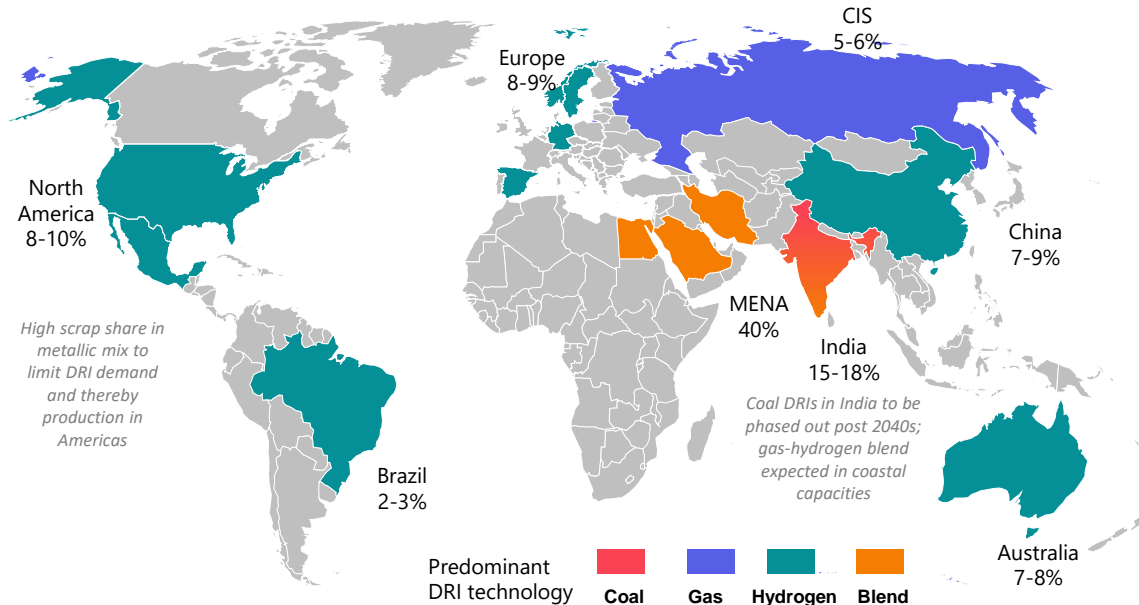 CIS
5-6%
Europe
8-9%
North
America
8-10%
China
7-9%
MENA
40%
India
15-18%
High scrap share in
metallic mix to
limit DRI demand
and thereby
production in
Americas
Coal DRIs in India to be
phased out post 2040s;
gas-hydrogen blend
expected in coastal
capacities
Brazil
2-3%
Australia
7-8%
Predominant
DRI technology
Coal
Gas
Hydrogen
Blend